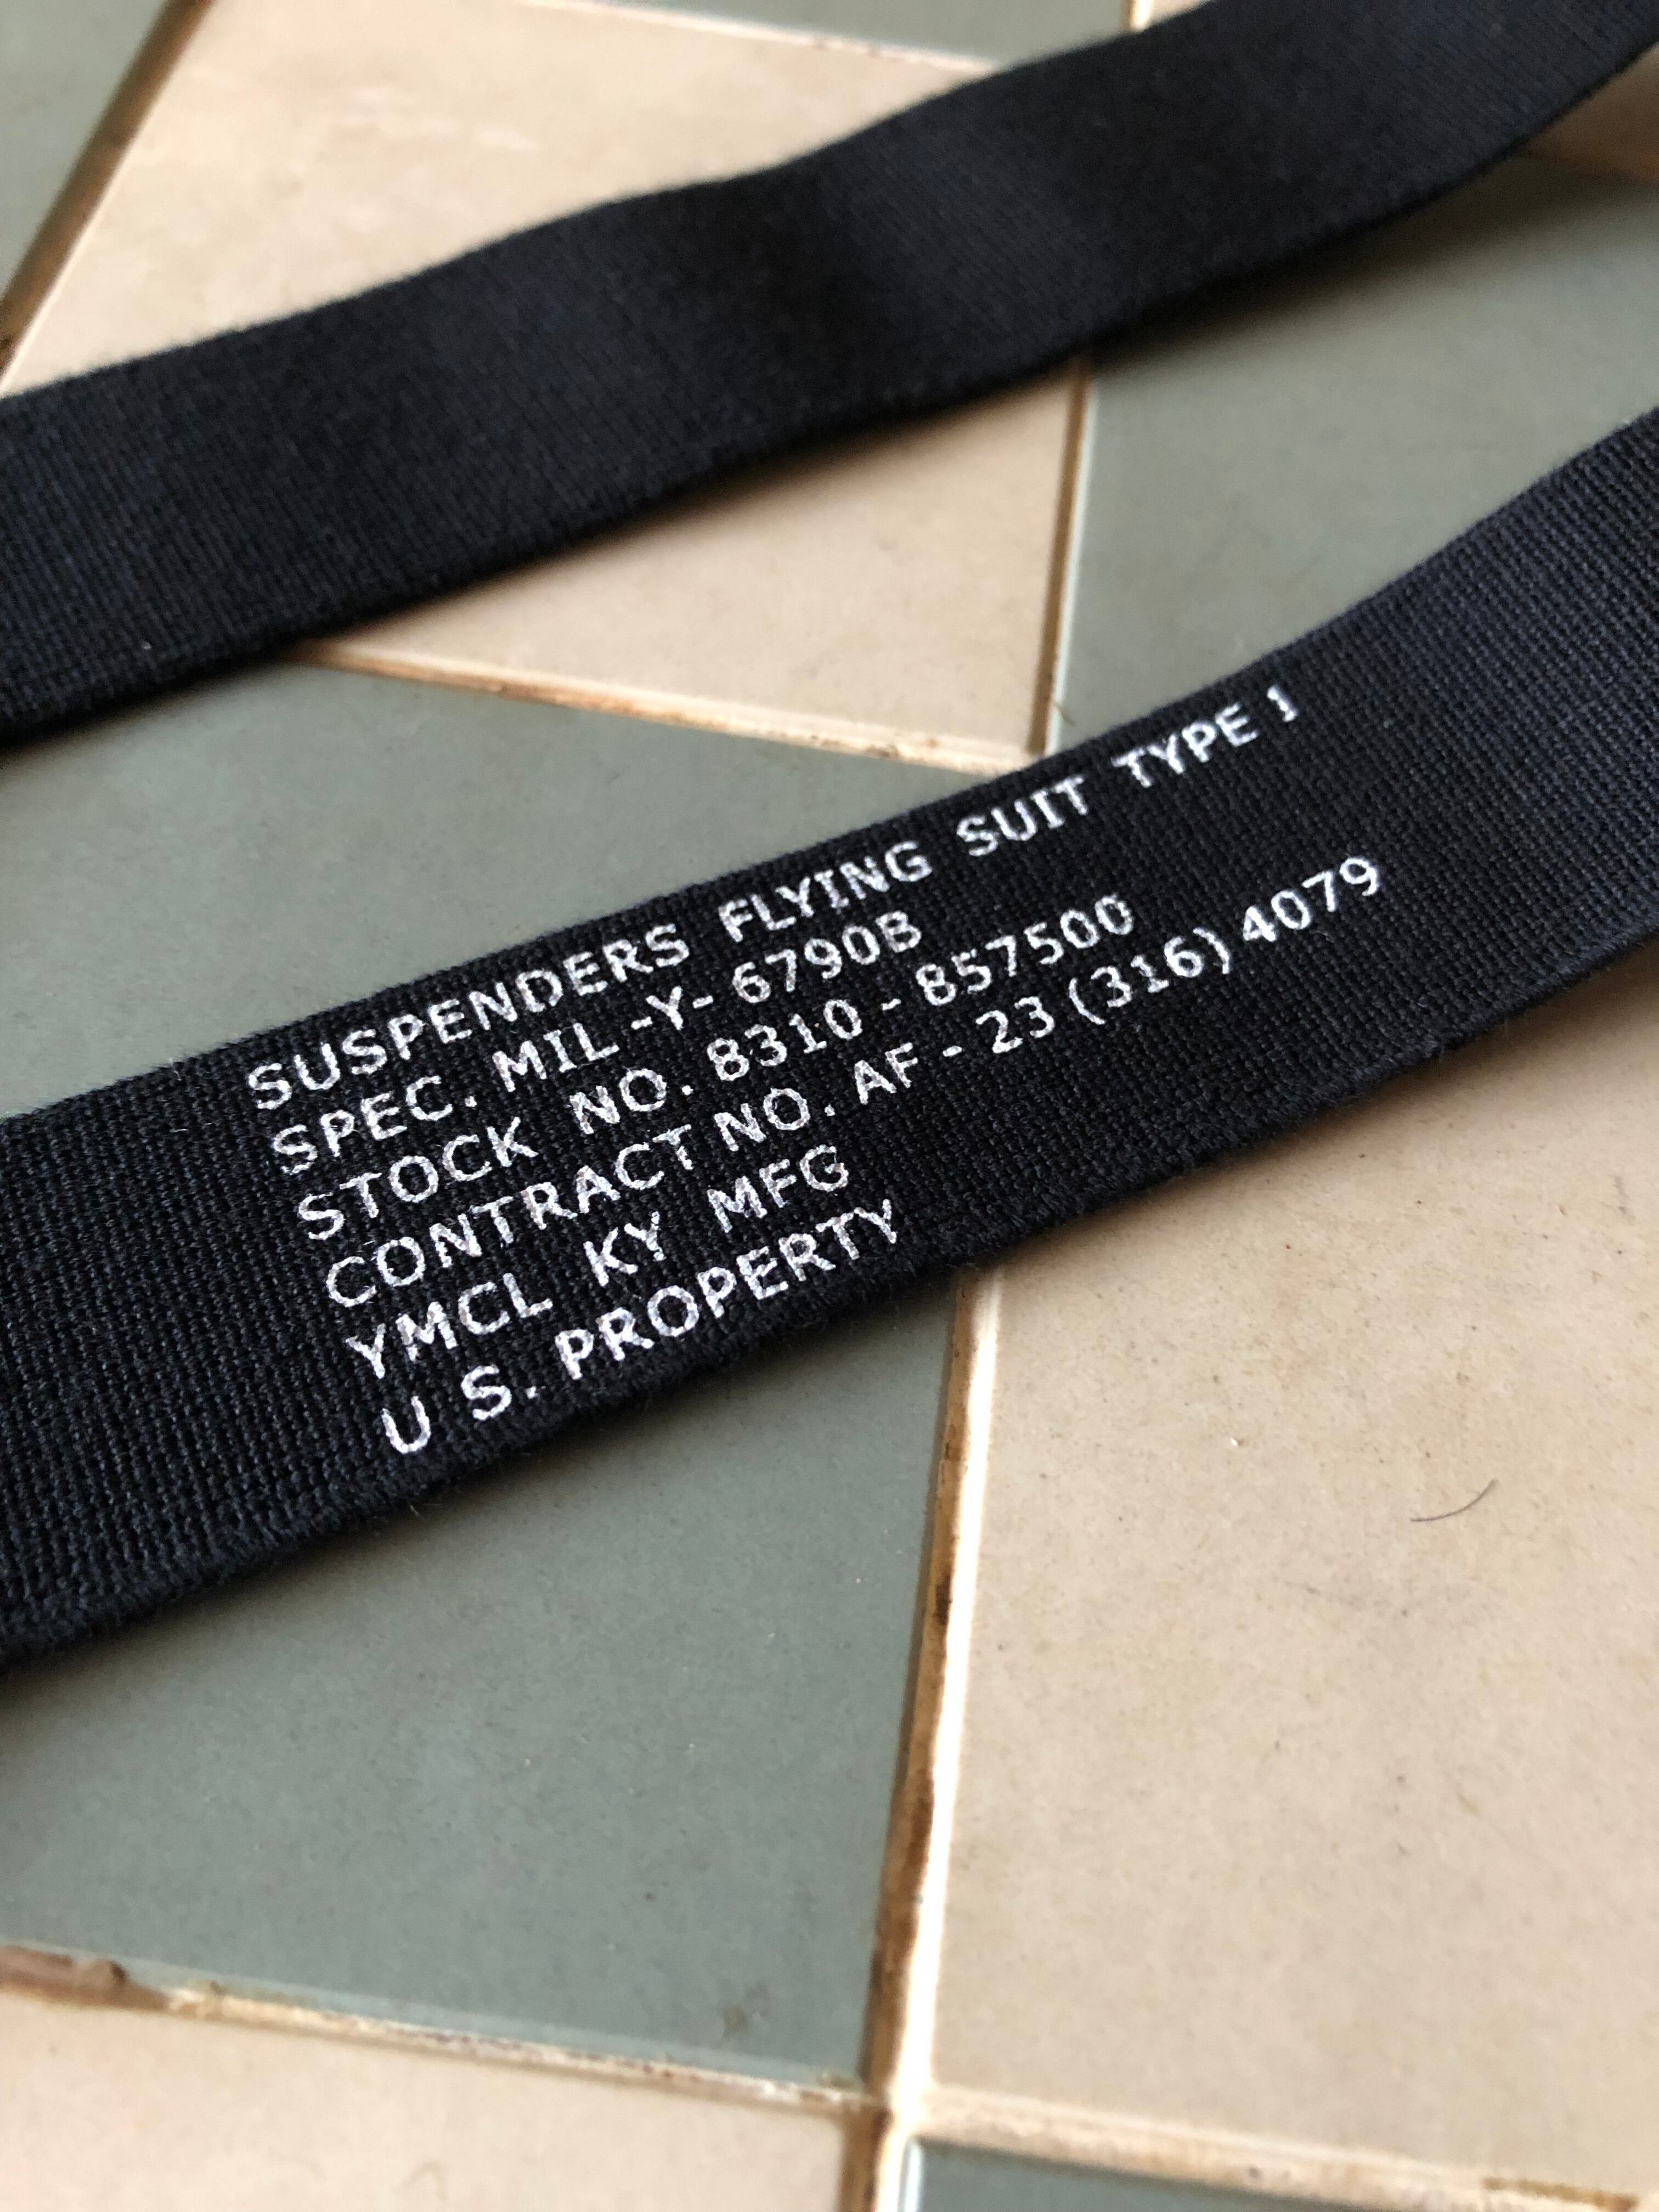 SUSPENDERS FLYING SUIT TYPE 1
SPEC. MIL -Y- 6790B
STOCK NO. 8310 - 857500
CONTRACT NO. AF - 23 (316) 4079
YMCL KY MFG
U S. PROPERTY